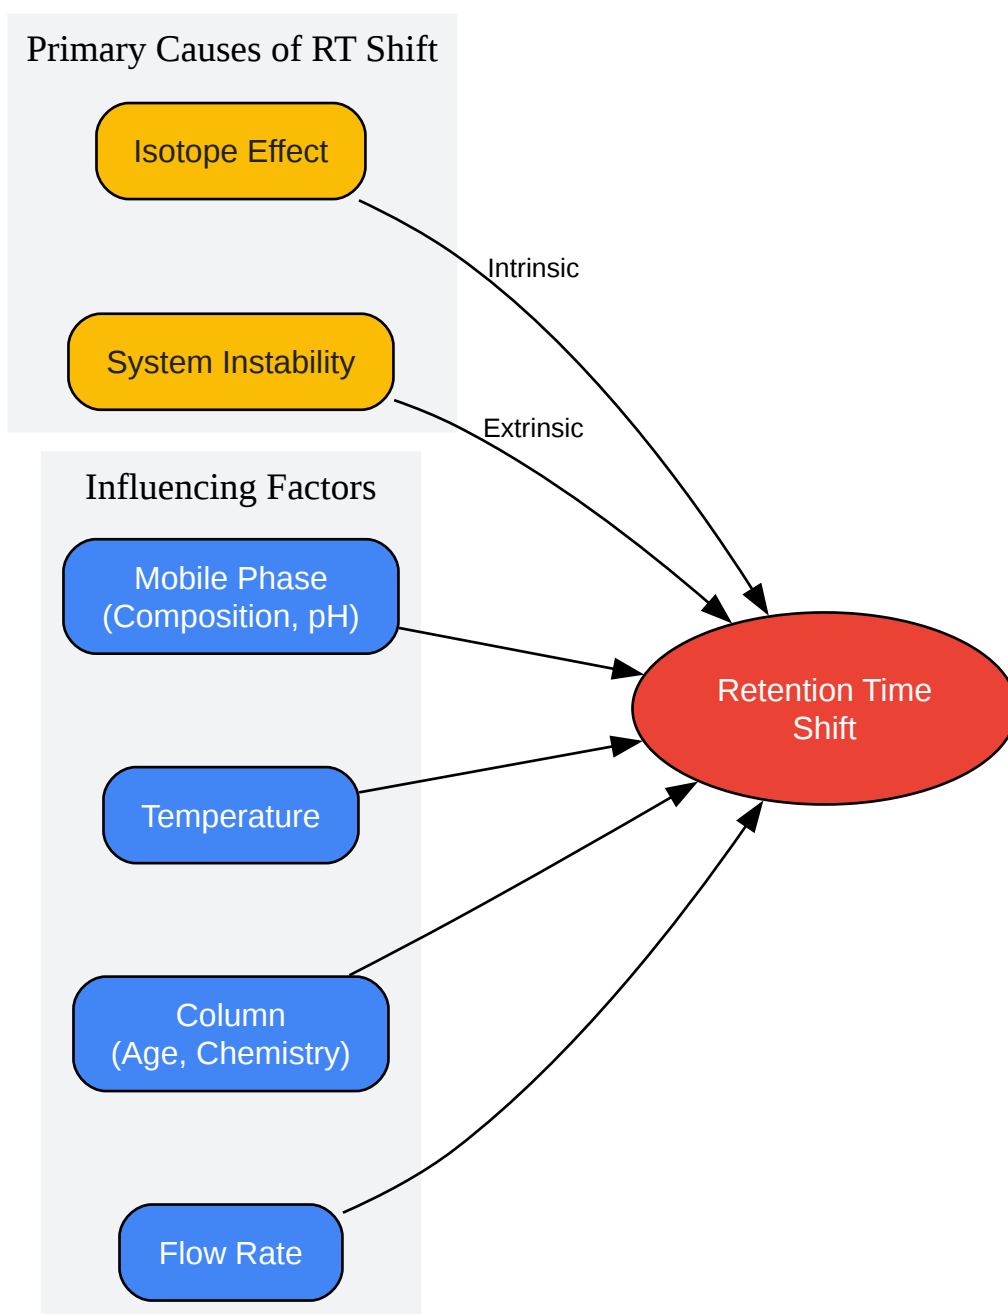 Primary Causes of RT Shift
Isotope Effect
Intrinsic
System Instability
Extrinsic
Influencing Factors
Mobile Phase
(Composition, pH)
Retention Time
Shift
Temperature
Column
(Age, Chemistry)
Flow Rate